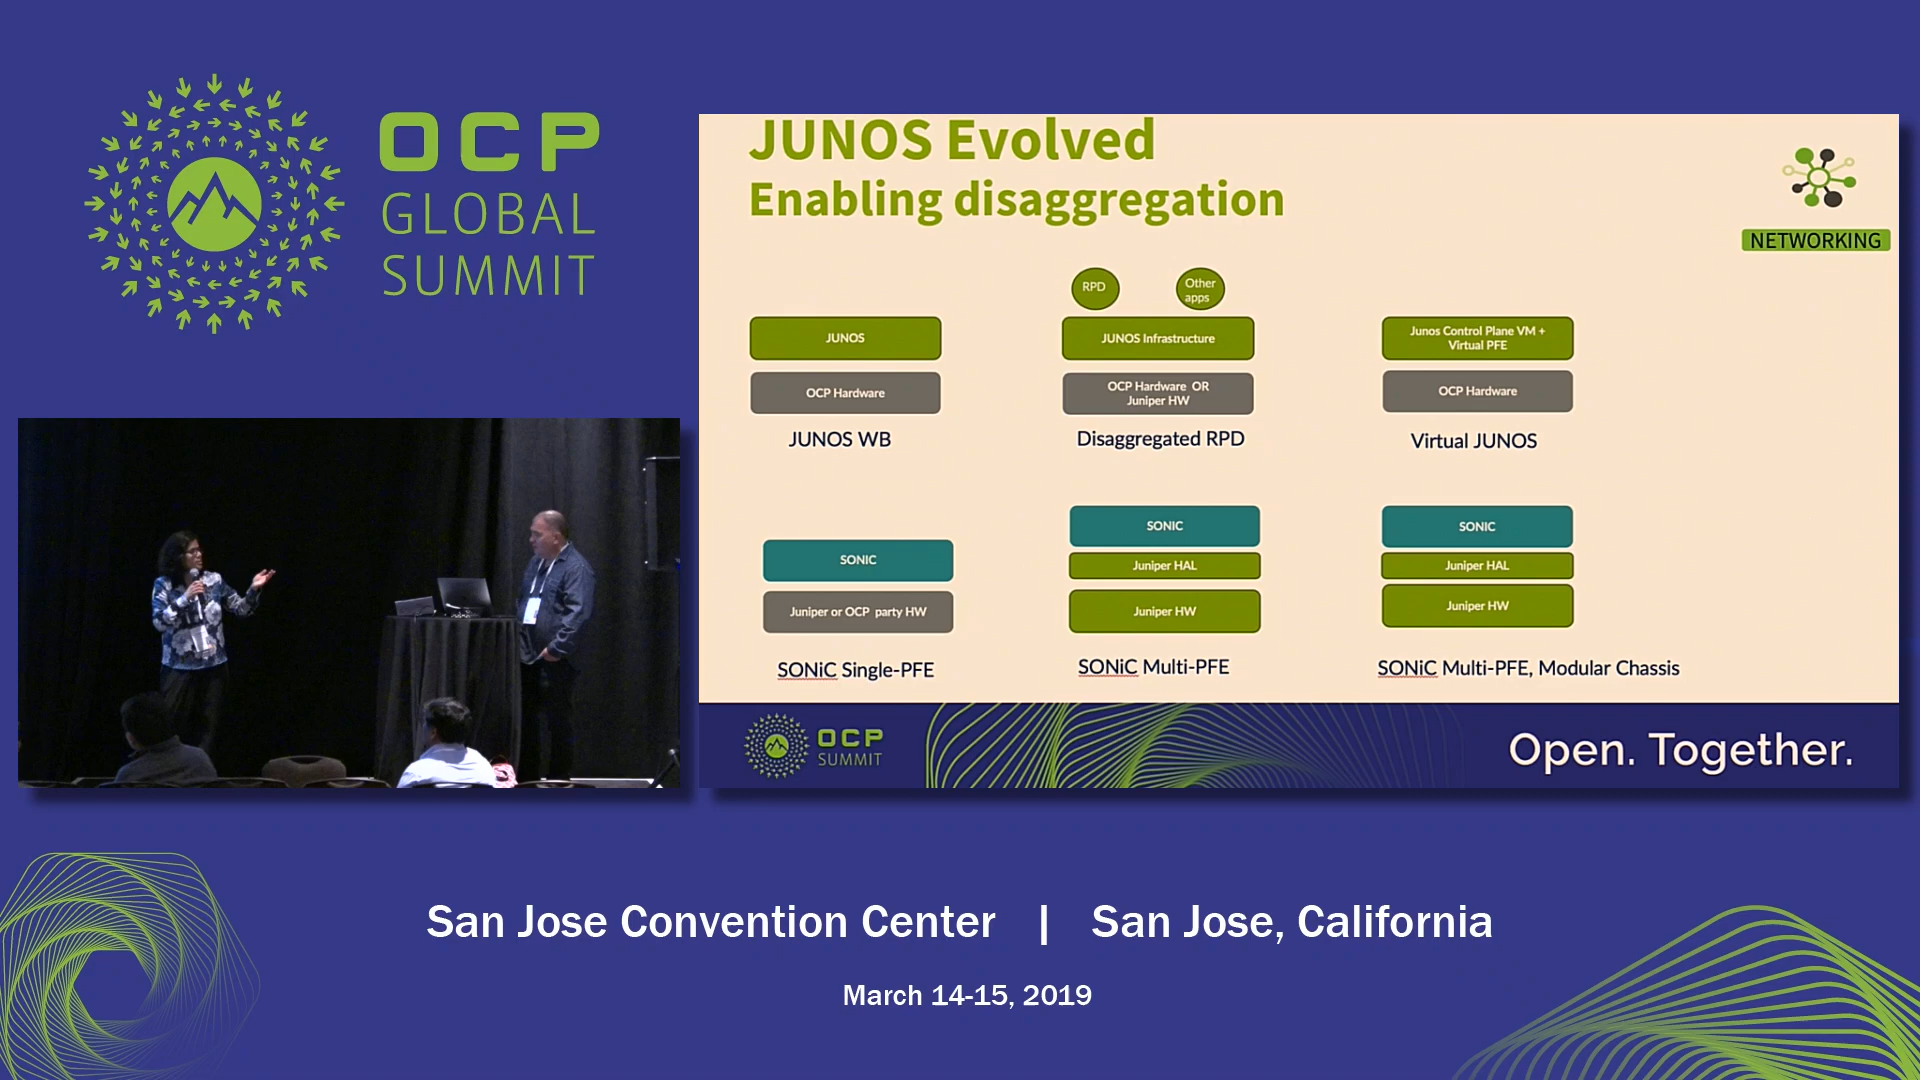 OCP
GLOBAL
SUMMIT
JUNOS Evolved
Enabling disaggregation
NETWORKING
RPD
Other
apps
JUNOS
JUNOS Infrastructure
Junos Control Plane VM +
Virtual PFE
OCP Hardware
OCP Hardware OR
Juniper HW
OCP Hardware
JUNOS WB
Disaggregated RPD
Virtual JUNOS
SONIC
Juniper or OCP party HW
SONiC Single-PFE
SONIC
Juniper HAL
Juniper HW
SONiC Multi-PFE
SONIC
Juniper HAL
Juniper HW
SONiC Multi-PFE, Modular Chassis
OCP
SUMMIT
Open. Together.
San Jose Convention Center | San Jose, California
March 14-15, 2019